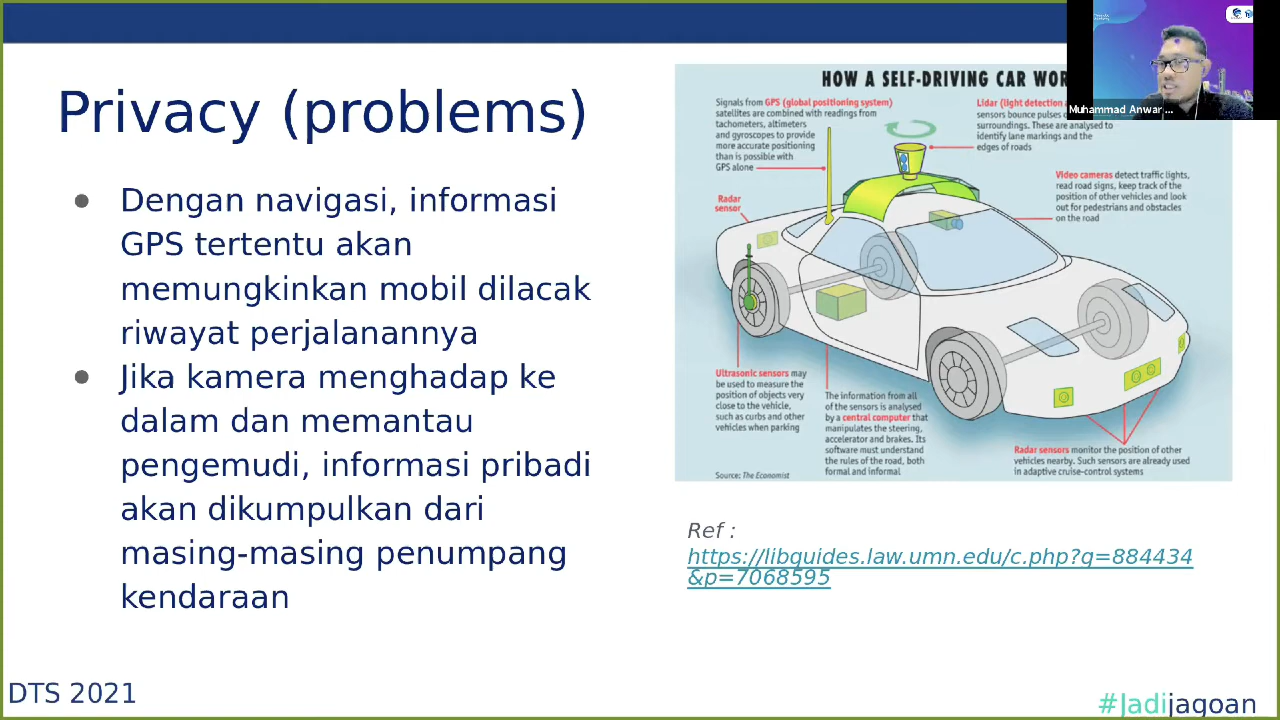 Privacy (problems)
Dengan navigasi, informasi
GPS tertentu akan
memungkinkan mobil dilacak
riwayat perjalanannya
Jika kamera menghadap ke
dalam dan memantau
pengemudi, informasi pribadi
akan dikumpulkan dari
masing-masing penumpang
kendaraan
HOW A SELF-DRIVING CAR WOR
Signals from GPS (global positioning system)
satellites are combined with readings from
tachometers, altimeters
and gyroscopes to provide
more accurate positioning
than is possible with
GPS alone
Lidar (light detection
sensors bounce pulses
surroundings. These are analysed to
identify lane markings and the
edges of roads
Video cameras detect traffic lights,
read road signs, keep track of the
position of other vehicles and look
out for pedestrians and obstacles
on the road
Radar
sensor
Ultrasonic sensors may
be used to measure the
position of objects very
close to the vehicle,
such as curbs and other
vehicles when parking
The information from all
of the sensors is analysed
by a central computer that
manipulates the steering,
accelerator and brakes. Its
software must understand
the rules of the road, both
formal and informal
Radar sensors monitor the position of other
vehicles nearby. Such sensors are already used
in adaptive cruise-control systems
Source: The Economist
Muhammad Anwar ...
Ref :
https://libguides.law.umn.edu/c.php?g=884434
&p=7068595
DTS 2021
#Jadijagoan